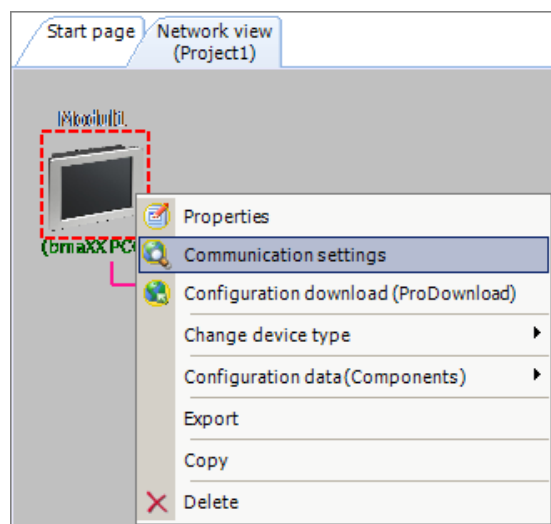 Start page
Network view
(Project1)
Properties
Communication settings
Configuration download (ProDownload)
Change device type
Configuration data(Components)
Export
Copy
Delete